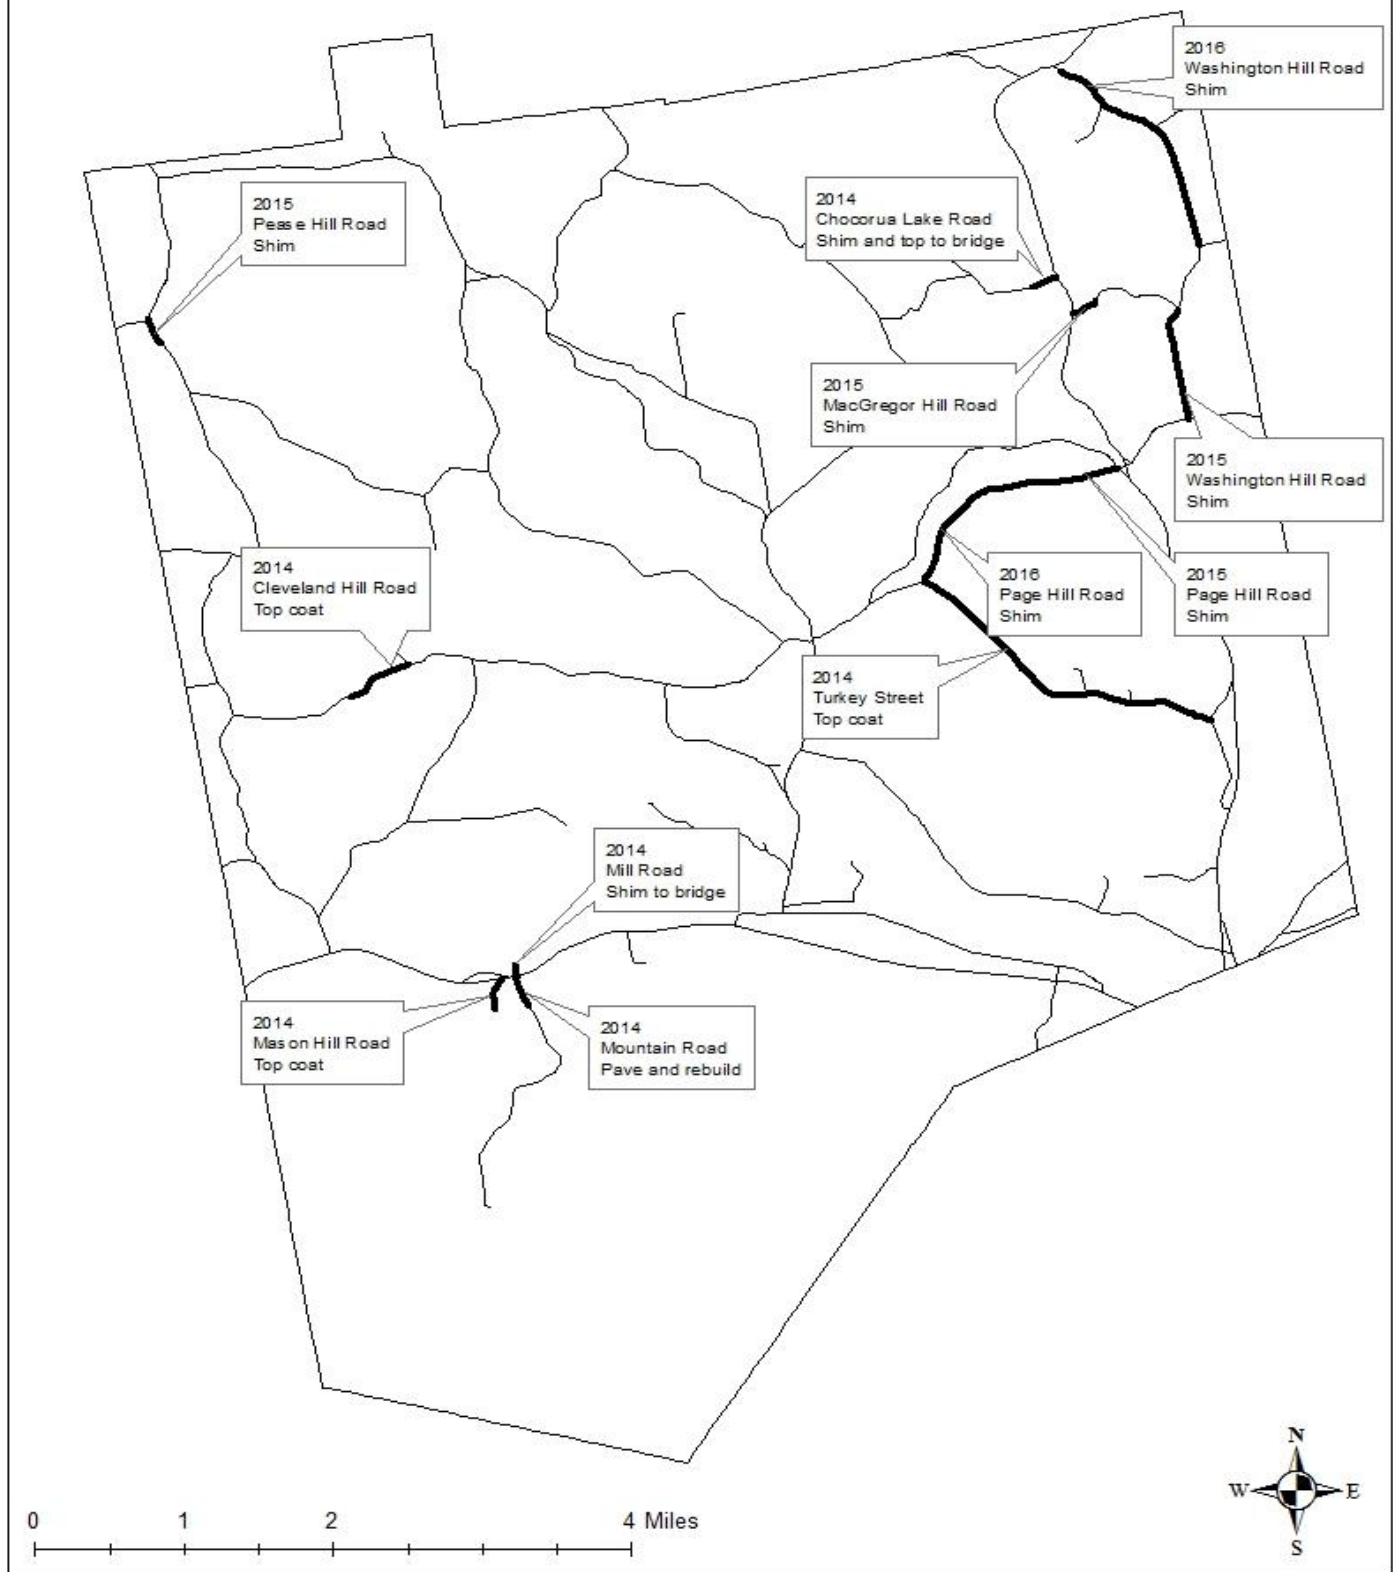 2016
Washington Hill Road
Shim
2015
Pease Hill Road
Shim
2014
Chocorua Lake Road
Shim and top to bridge
2015
MacGregor Hill Road
Shim
2015
Washington Hill Road
Shim
2014
Cleveland Hill Road
Top coat
2016
Page Hill Road
Shim
2015
Page Hill Road
Shim
2014
Turkey Street
Top coat
2014
Mill Road
Shim to bridge
2014
Mason Hill Road
Top coat
2014
Mountain Road
Pave and rebuild
N
W E
S
0 1 2 4 Miles